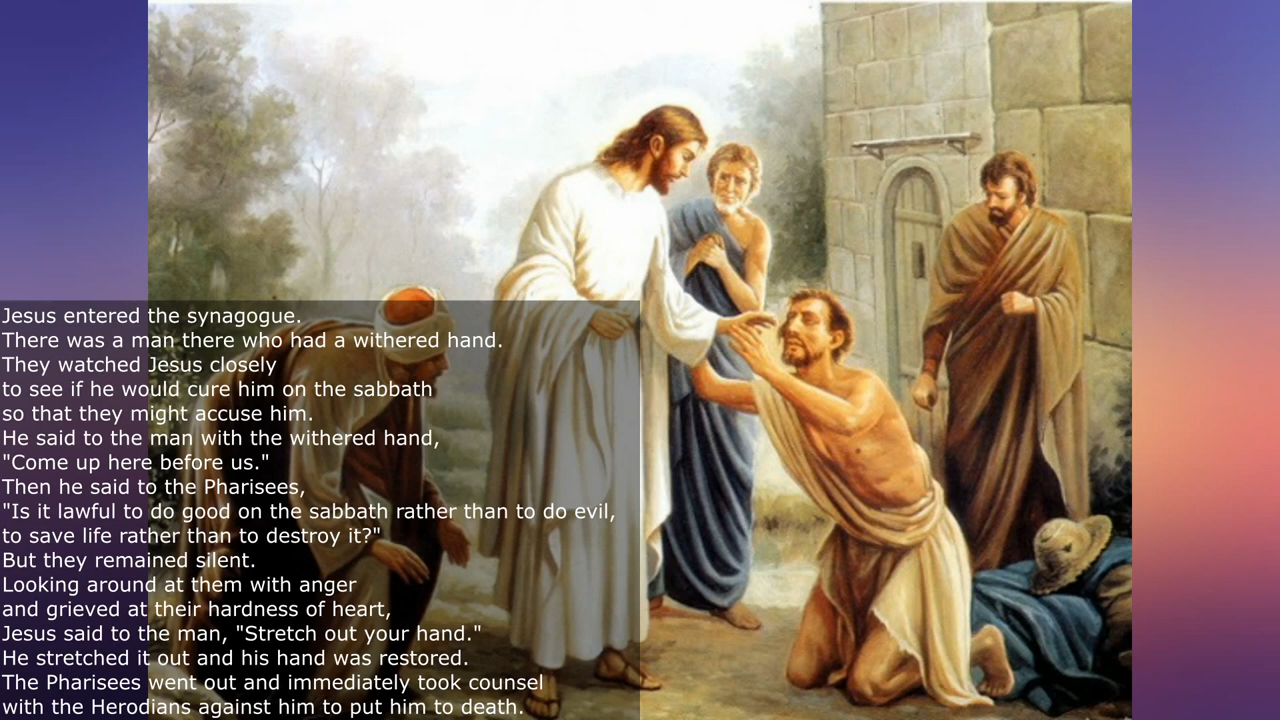 Jesus entered the synagogue.
There was a man there who had a withered hand.
They watched Jesus closely
to see if he would cure him on the sabbath
so that they might accuse him.
He said to the man with the withered hand,
"Come up here before us."
Then he said to the Pharisees,
"Is it lawful to do good on the sabbath rather than to do evil,
to save life rather than to destroy it?"
But they remained silent.
Looking around at them with anger
and grieved at their hardness of heart,
Jesus said to the man, "Stretch out your hand."
He stretched it out and his hand was restored.
The Pharisees went out and immediately took counsel
with the Herodians against him to put him to death.